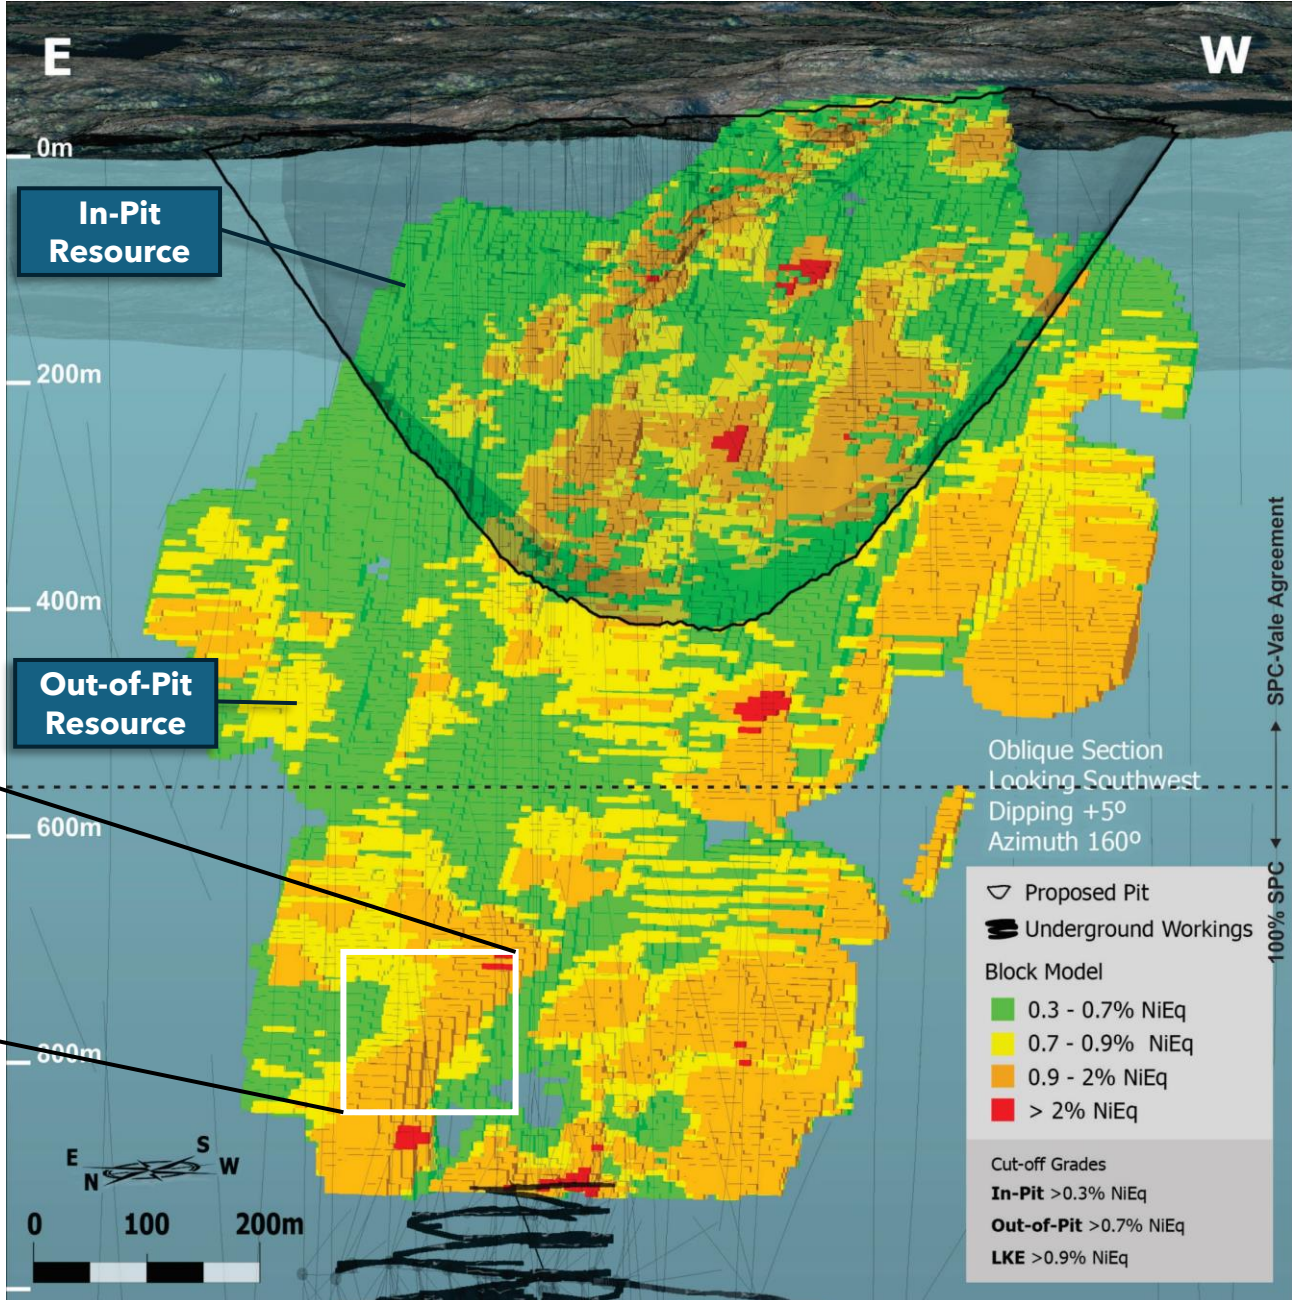 E
W
0m
In-Pit
Resource
200m
400m
Out-of-Pit
Resource
SPC-Vale Agreement
Oblique Section
Looking Southwest
Dipping +5º
Azimuth 160º
600m
100% SPC
Proposed Pit
Underground Workings
Block Model
0.3 - 0.7% NiEq
0.7 - 0.9% NiEq
0.9 - 2% NiEq
> 2% NiEq
800m
Cut-off Grades
In-Pit >0.3% NiEq
Out-of-Pit >0.7% NiEq
LKE >0.9% NiEq
S
E
W
N
0 100 200m